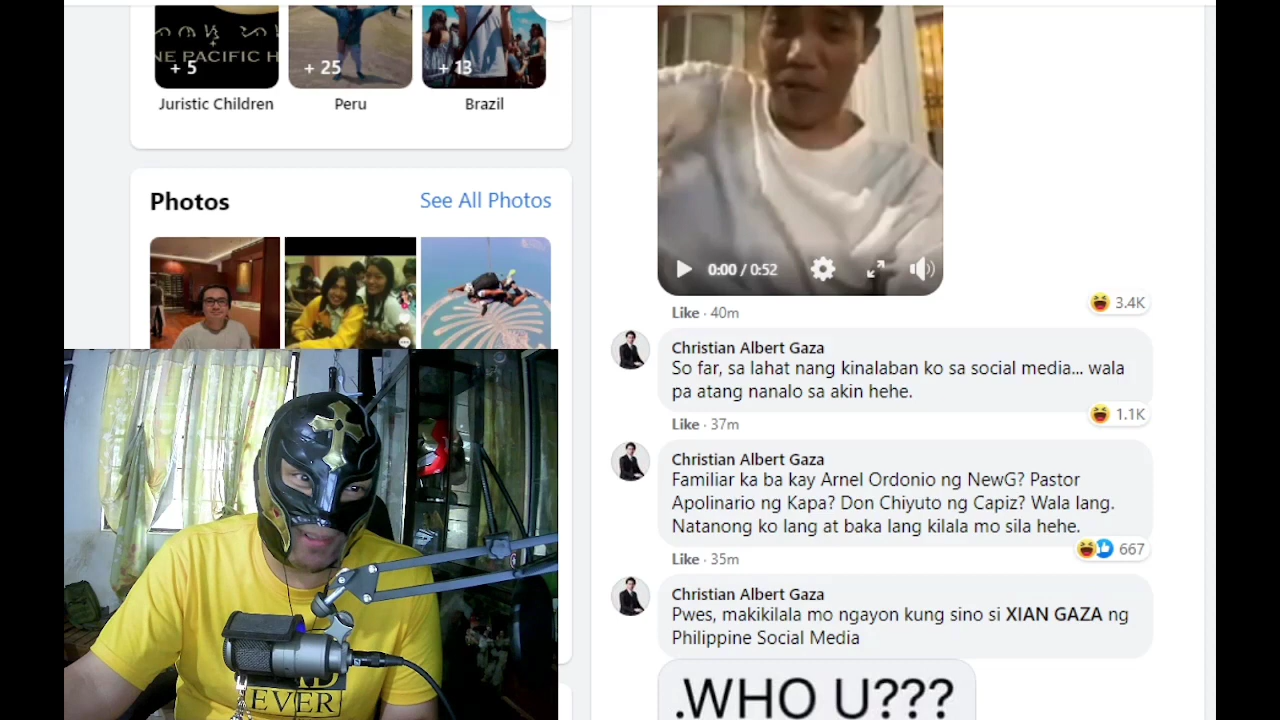 NE PACIFIC H
+ 5
+ 25
+ 13
Juristic Children
Peru
Brazil
Photos
See All Photos
0:00 / 0:52
3.4K
Like · 40m
Christian Albert Gaza
So far, sa lahat nang kinalaban ko sa social media... wala
pa atang nanalo sa akin hehe.
1.1K
Like · 37m
Christian Albert Gaza
Familiar ka ba kay Arnel Ordonio ng NewG? Pastor
Apolinario ng Kapa? Don Chiyuto ng Capiz? Wala lang.
Natanong ko lang at baka lang kilala mo sila hehe.
667
Like · 35m
Christian Albert Gaza
Pwes, makikilala mo ngayon kung sino si XIAN GAZA ng
Philippine Social Media
.WHO U???
EVER